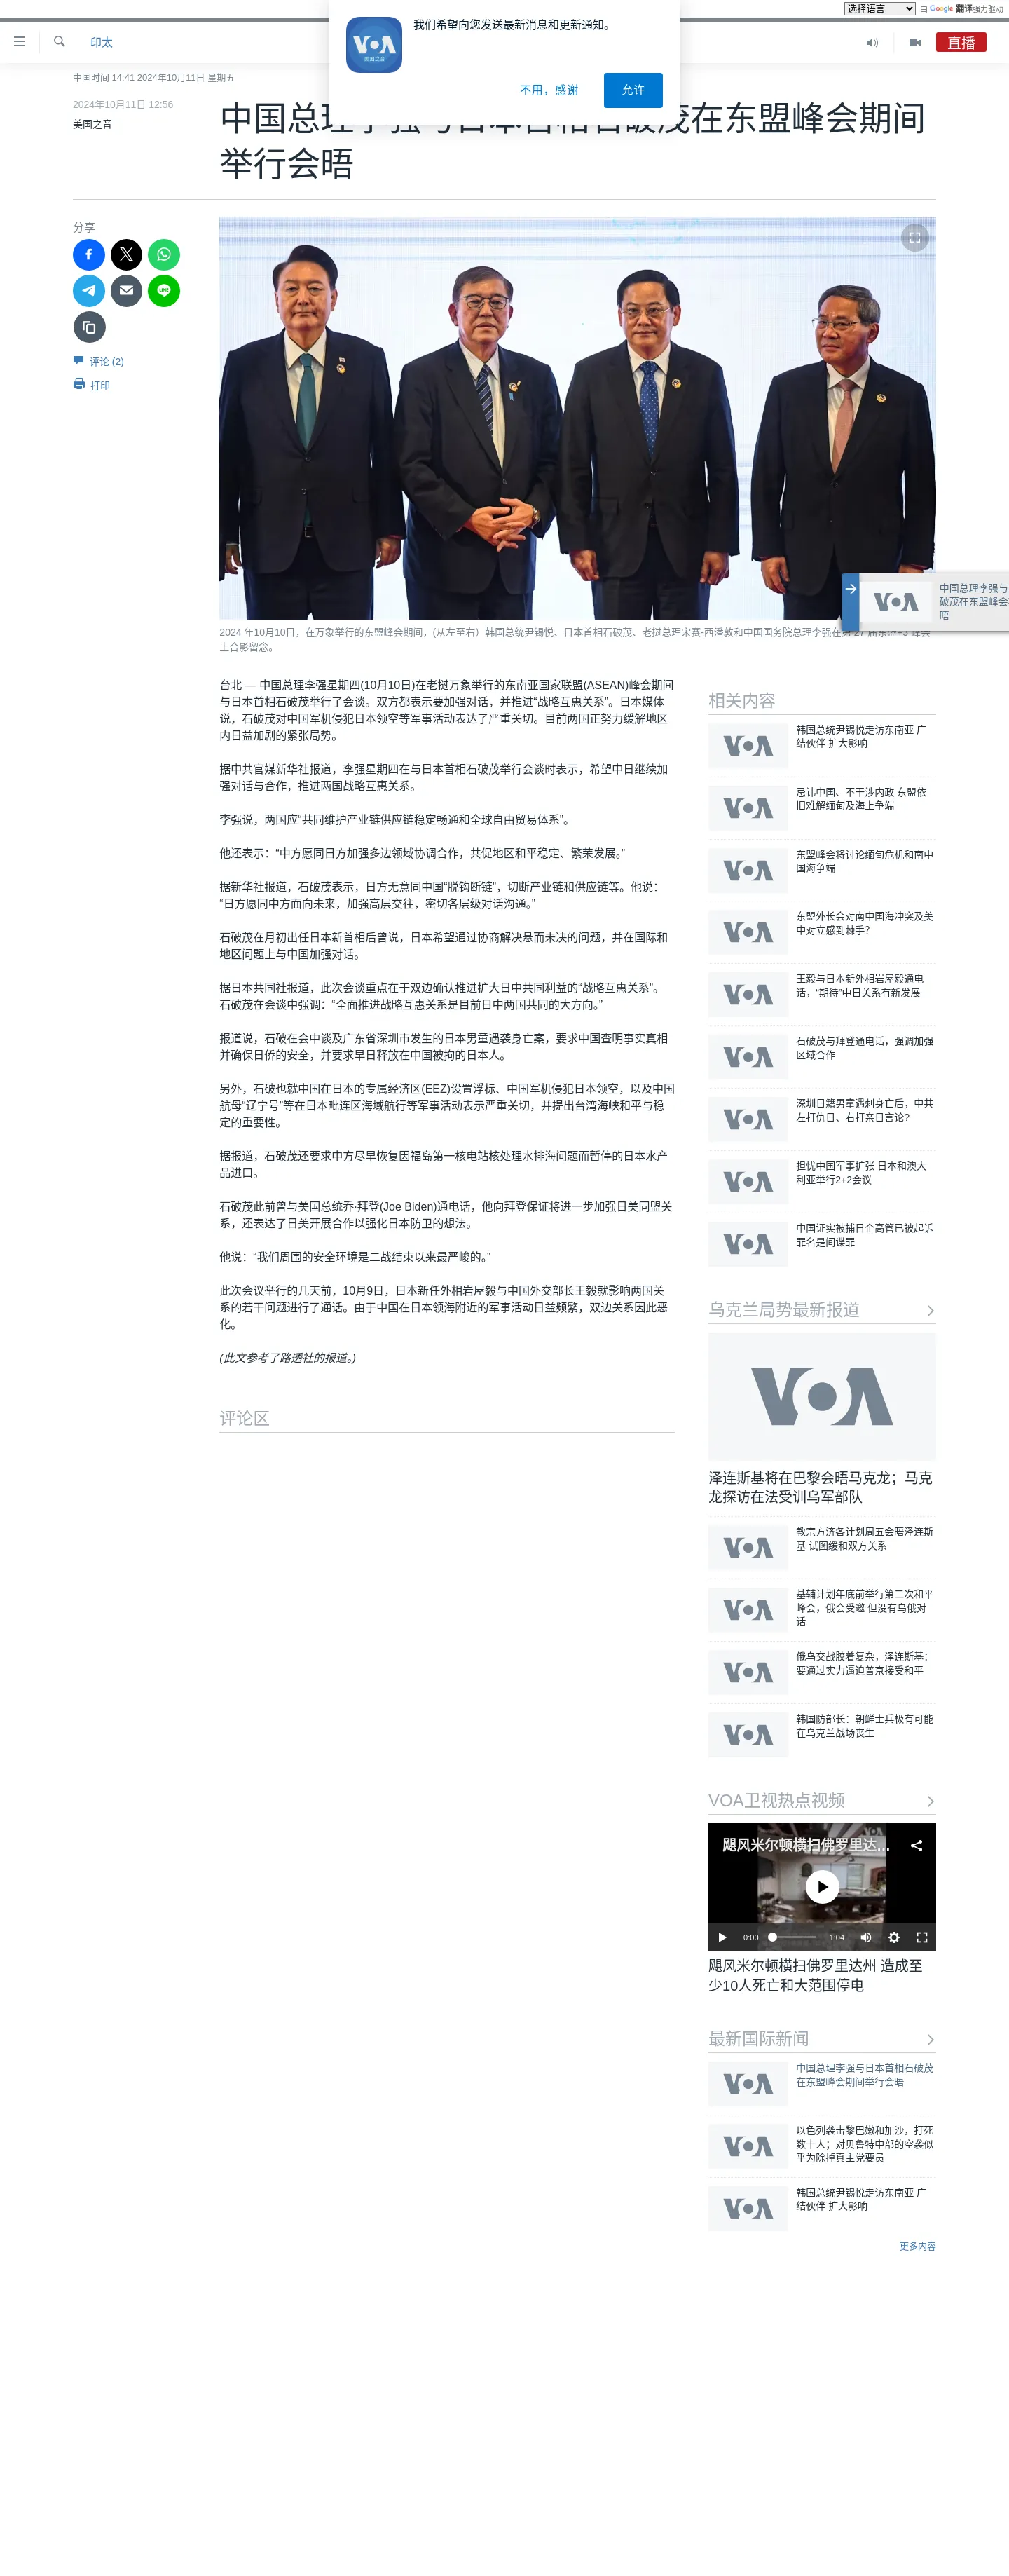 选择语言
由 Google 翻译强力驱动
我们希望向您发送最新消息和更新通知。
VOA
美国之音
不用，感谢
允许
印太
直播
中国时间 14:41 2024年10月11日 星期五
2024年10月11日 12:56
美国之音
中国总理李强与日本首相石破茂在东盟峰会期间
举行会晤
分享
评论 (2)
打印
中国总理李强与
破茂在东盟峰会
晤
VOA
2024 年10月10日，在万象举行的东盟峰会期间，(从左至右）韩国总统尹锡悦、日本首相石破茂、老挝总理宋赛-西潘敦和中国国务院总理李强在第 27 届东盟+3 峰会
上合影留念。
台北 — 中国总理李强星期四(10月10日)在老挝万象举行的东南亚国家联盟(ASEAN)峰会期间
与日本首相石破茂举行了会谈。双方都表示要加强对话，并推进“战略互惠关系”。日本媒体
说，石破茂对中国军机侵犯日本领空等军事活动表达了严重关切。目前两国正努力缓解地区
内日益加剧的紧张局势。
据中共官媒新华社报道，李强星期四在与日本首相石破茂举行会谈时表示，希望中日继续加
强对话与合作，推进两国战略互惠关系。
李强说，两国应“共同维护产业链供应链稳定畅通和全球自由贸易体系”。
他还表示：“中方愿同日方加强多边领域协调合作，共促地区和平稳定、繁荣发展。”
据新华社报道，石破茂表示，日方无意同中国“脱钩断链”，切断产业链和供应链等。他说：
“日方愿同中方面向未来，加强高层交往，密切各层级对话沟通。”
石破茂在月初出任日本新首相后曾说，日本希望通过协商解决悬而未决的问题，并在国际和
地区问题上与中国加强对话。
据日本共同社报道，此次会谈重点在于双边确认推进扩大日中共同利益的“战略互惠关系”。
石破茂在会谈中强调：“全面推进战略互惠关系是目前日中两国共同的大方向。”
报道说，石破在会中谈及广东省深圳市发生的日本男童遇袭身亡案，要求中国查明事实真相
并确保日侨的安全，并要求早日释放在中国被拘的日本人。
另外，石破也就中国在日本的专属经济区(EEZ)设置浮标、中国军机侵犯日本领空，以及中国
航母“辽宁号”等在日本毗连区海域航行等军事活动表示严重关切，并提出台湾海峡和平与稳
定的重要性。
据报道，石破茂还要求中方尽早恢复因福岛第一核电站核处理水排海问题而暂停的日本水产
品进口。
石破茂此前曾与美国总统乔·拜登(Joe Biden)通电话，他向拜登保证将进一步加强日美同盟关
系，还表达了日美开展合作以强化日本防卫的想法。
他说：“我们周围的安全环境是二战结束以来最严峻的。”
此次会议举行的几天前，10月9日，日本新任外相岩屋毅与中国外交部长王毅就影响两国关
系的若干问题进行了通话。由于中国在日本领海附近的军事活动日益频繁，双边关系因此恶
化。
(此文参考了路透社的报道。)
评论区
相关内容
VOA
韩国总统尹锡悦走访东南亚 广
结伙伴 扩大影响
VOA
忌讳中国、不干涉内政 东盟依
旧难解缅甸及海上争端
VOA
东盟峰会将讨论缅甸危机和南中
国海争端
VOA
东盟外长会对南中国海冲突及美
中对立感到棘手？
VOA
王毅与日本新外相岩屋毅通电
话，“期待”中日关系有新发展
VOA
石破茂与拜登通电话，强调加强
区域合作
VOA
深圳日籍男童遇刺身亡后，中共
左打仇日、右打亲日言论?
VOA
担忧中国军事扩张 日本和澳大
利亚举行2+2会议
VOA
中国证实被捕日企高管已被起诉
罪名是间谍罪
乌克兰局势最新报道
VOA
泽连斯基将在巴黎会晤马克龙；马克
龙探访在法受训乌军部队
VOA
教宗方济各计划周五会晤泽连斯
基 试图缓和双方关系
VOA
基辅计划年底前举行第二次和平
峰会，俄会受邀 但没有乌俄对
话
VOA
俄乌交战胶着复杂，泽连斯基：
要通过实力逼迫普京接受和平
VOA
韩国防部长：朝鲜士兵极有可能
在乌克兰战场丧生
VOA卫视热点视频
飓风米尔顿横扫佛罗里达...
VOA
0:00
1:04
飓风米尔顿横扫佛罗里达州 造成至
少10人死亡和大范围停电
最新国际新闻
VOA
中国总理李强与日本首相石破茂
在东盟峰会期间举行会晤
VOA
以色列袭击黎巴嫩和加沙，打死
数十人；对贝鲁特中部的空袭似
乎为除掉真主党要员
VOA
韩国总统尹锡悦走访东南亚 广
结伙伴 扩大影响
更多内容